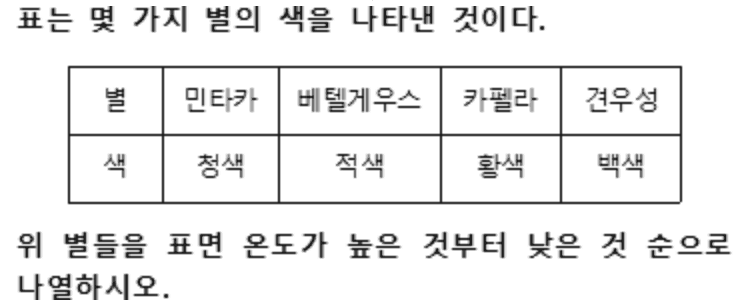 표는 몇 가지 별의 색을 나타낸 것이다.
별 민타카 베텔게우스 카펠라 견우성
색 청색 적색 황색 백색
위 별들을 표면 온도가 높은 것부터 낮은 것 순으로
나열하시오.